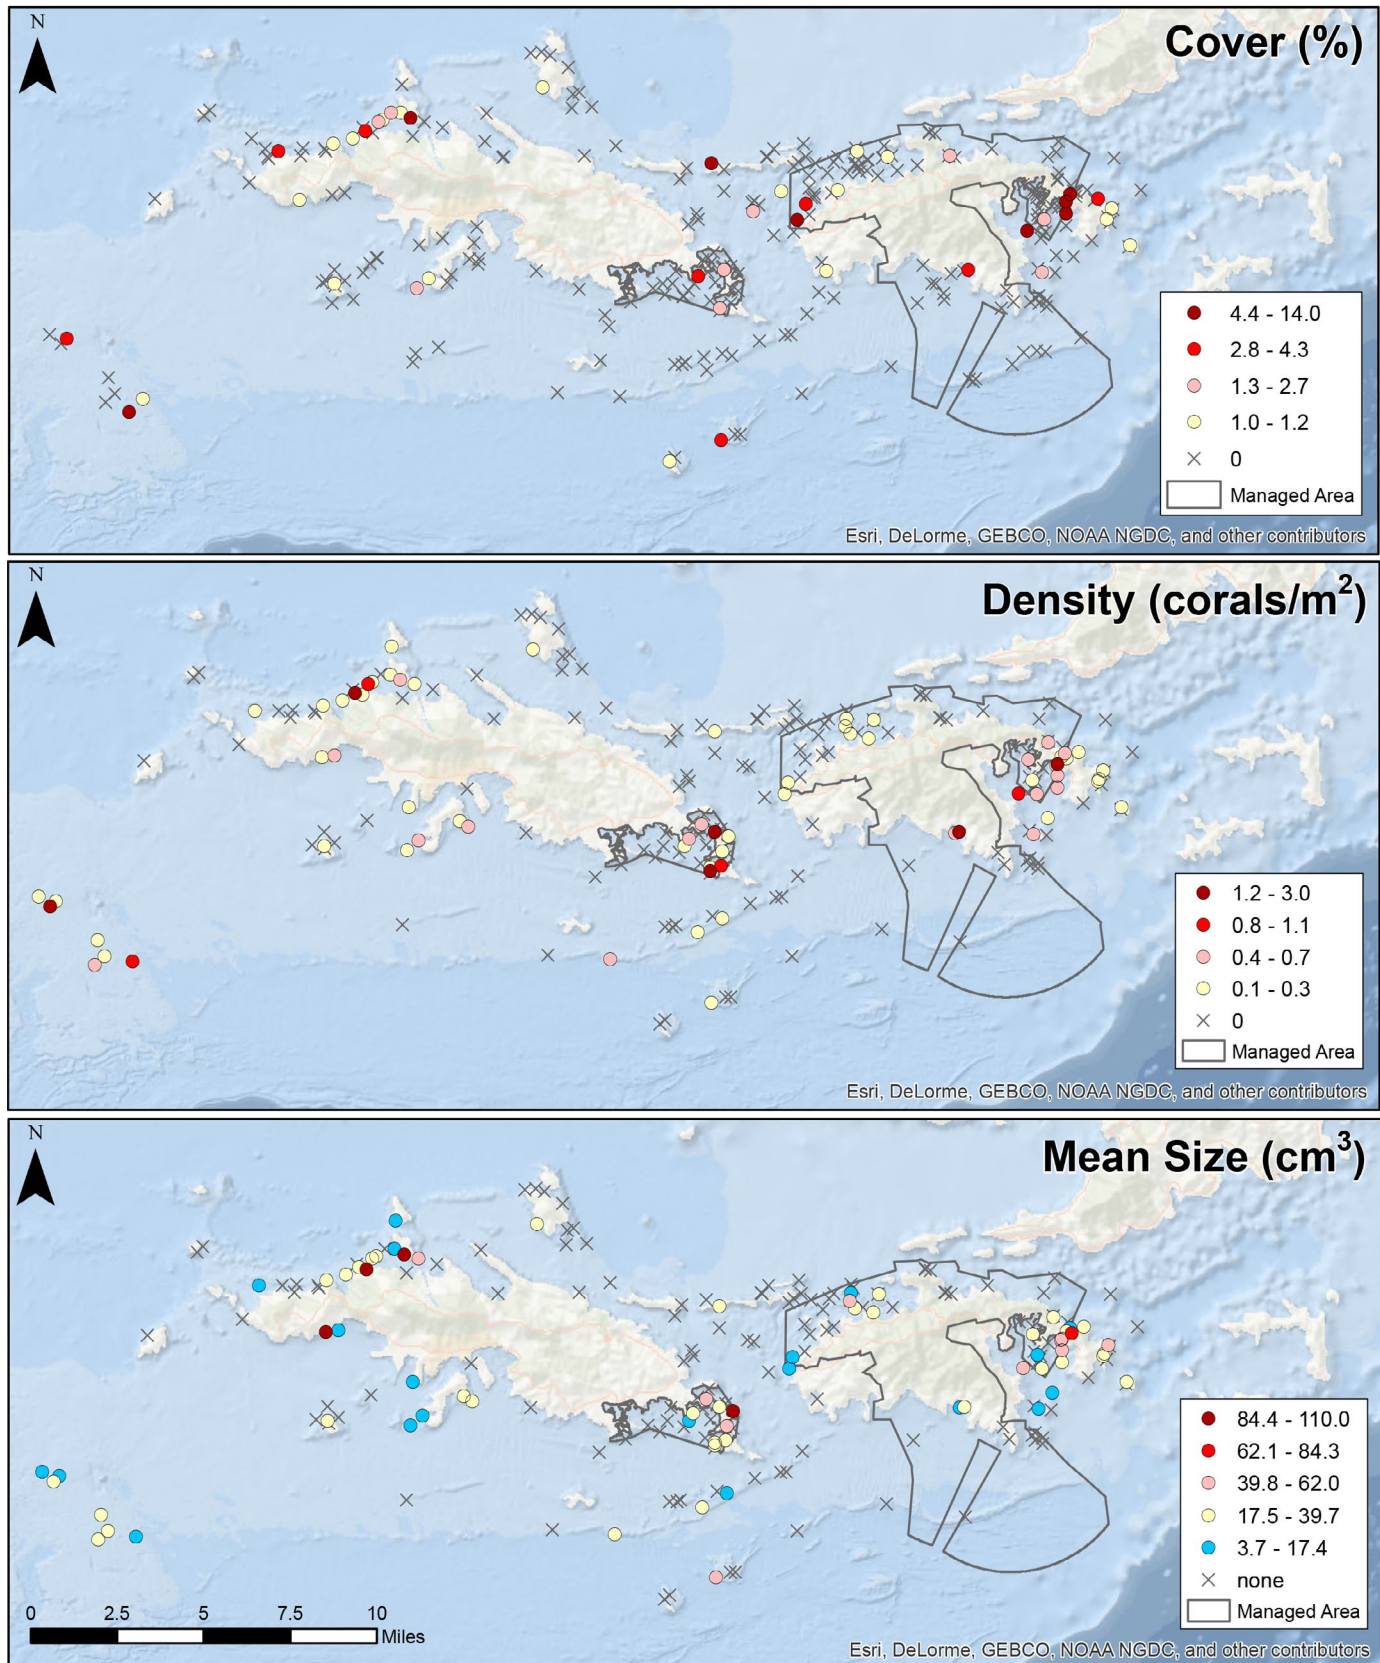 N
Cover (%)
4.4 - 14.0
2.8 - 4.3
1.3 - 2.7
1.0 - 1.2
0
Managed Area
Esri, DeLorme, GEBCO, NOAA NGDC, and other contributors
N
Density (corals/m²)
1.2 - 3.0
0.8 - 1.1
0.4 - 0.7
0.1 - 0.3
0
Managed Area
Esri, DeLorme, GEBCO, NOAA NGDC, and other contributors
N
Mean Size (cm³)
84.4 - 110.0
62.1 - 84.3
39.8 - 62.0
17.5 - 39.7
3.7 - 17.4
none
Managed Area
0 2.5 5 7.5 10
Miles
Esri, DeLorme, GEBCO, NOAA NGDC, and other contributors